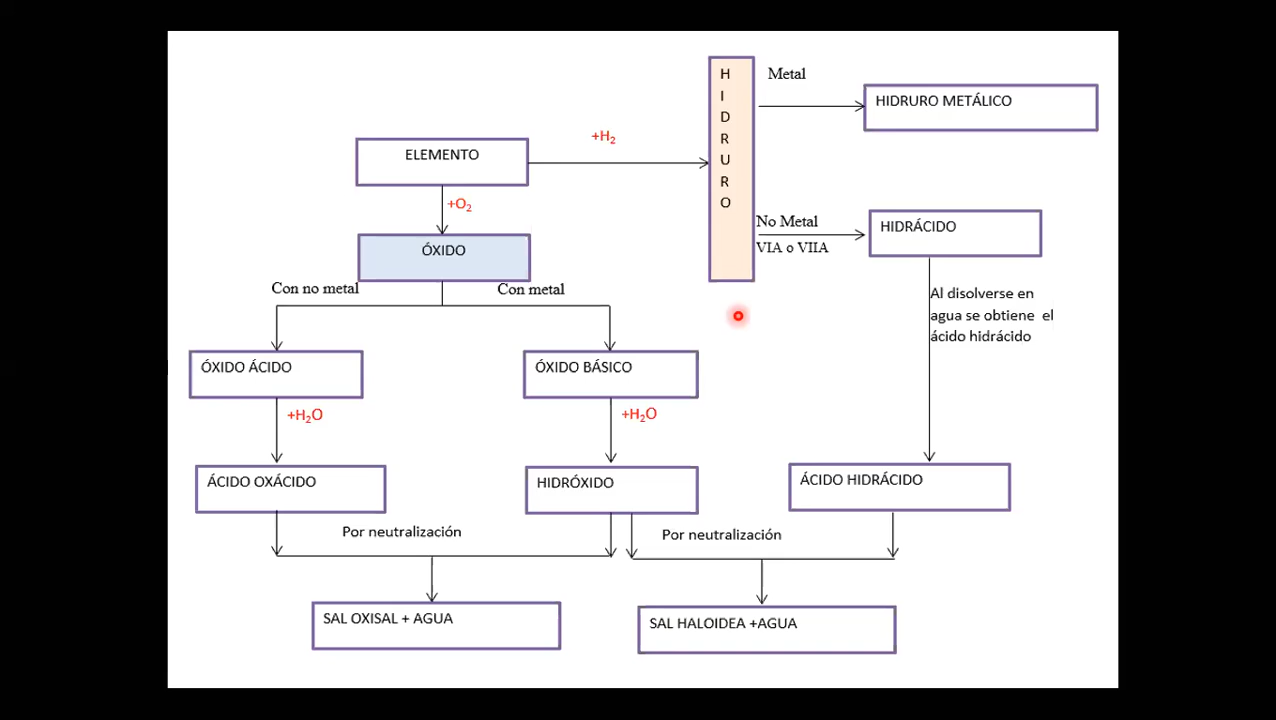 H
I
D
R
U
R
O
Metal
HIDRURO METÁLICO
+H₂
ELEMENTO
+O₂
No Metal
VIA o VIIA
HIDRÁCIDO
ÓXIDO
Con no metal
Con metal
Al disolverse en
agua se obtiene el
ácido hidrácido
ÓXIDO ÁCIDO
ÓXIDO BÁSICO
+H₂O
+H₂O
ÁCIDO OXÁCIDO
HIDRÓXIDO
ÁCIDO HIDRÁCIDO
Por neutralización
Por neutralización
SAL OXISAL + AGUA
SAL HALOIDEA +AGUA